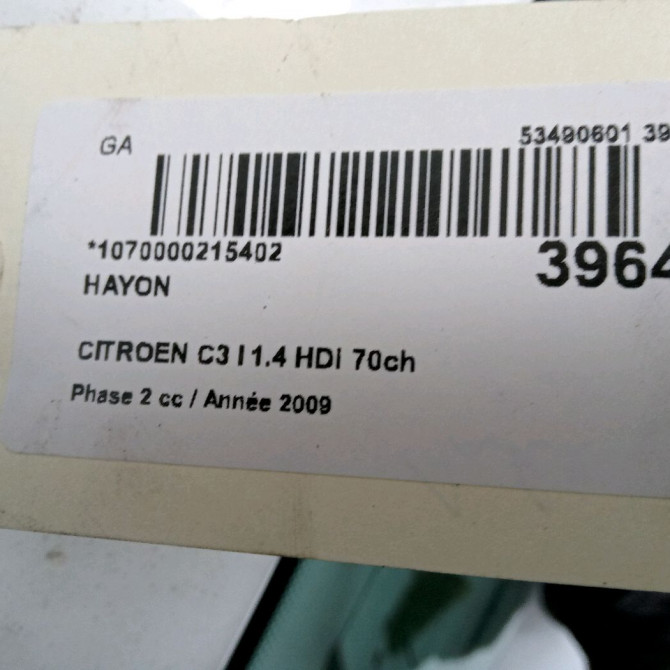 GA 53490601 39
*1070000215402 3964
HAYON
CITROEN C3 I 1.4 HDi 70ch
Phase 2 cc / Année 2009